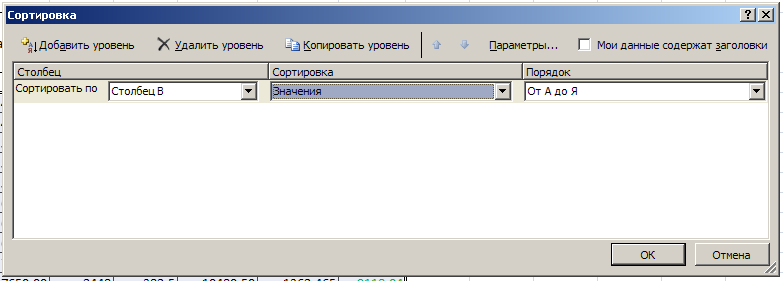 Сортировка
Добавить уровень Удалить уровень Копировать уровень Параметры... Мои данные содержат заголовки
Столбец Сортировка Порядок
Сортировать по Столбец B Значения От А до Я
ОК Отмена